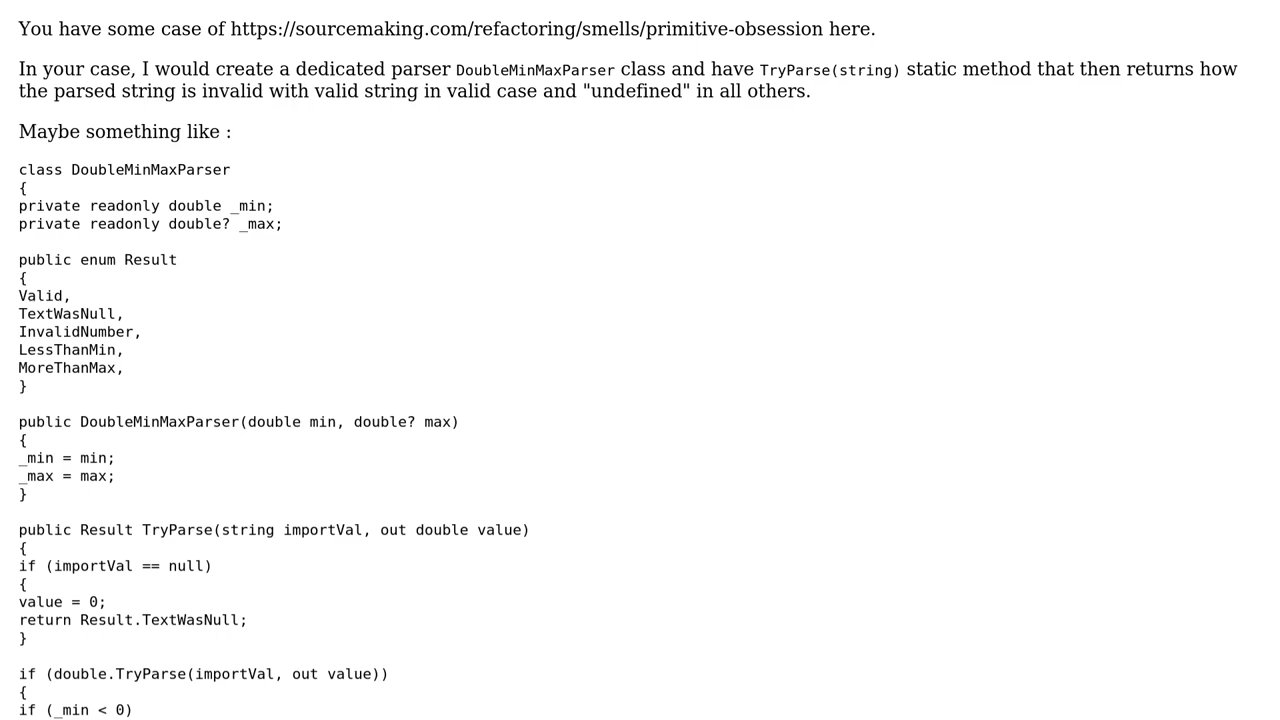 You have some case of https://sourcemaking.com/refactoring/smells/primitive-obsession here.
In your case, I would create a dedicated parser DoubleMinMaxParser class and have TryParse(string) static method that then returns how
the parsed string is invalid with valid string in valid case and "undefined" in all others.
Maybe something like :
class DoubleMinMaxParser
{
private readonly double _min;
private readonly double? _max;
public enum Result
{
Valid,
TextWasNull,
InvalidNumber,
LessThanMin,
MoreThanMax,
}
public DoubleMinMaxParser(double min, double? max)
{
_min = min;
_max = max;
}
public Result TryParse(string importVal, out double value)
{
if (importVal == null)
{
value = 0;
return Result.TextWasNull;
}
if (double.TryParse(importVal, out value))
{
if (_min < 0)